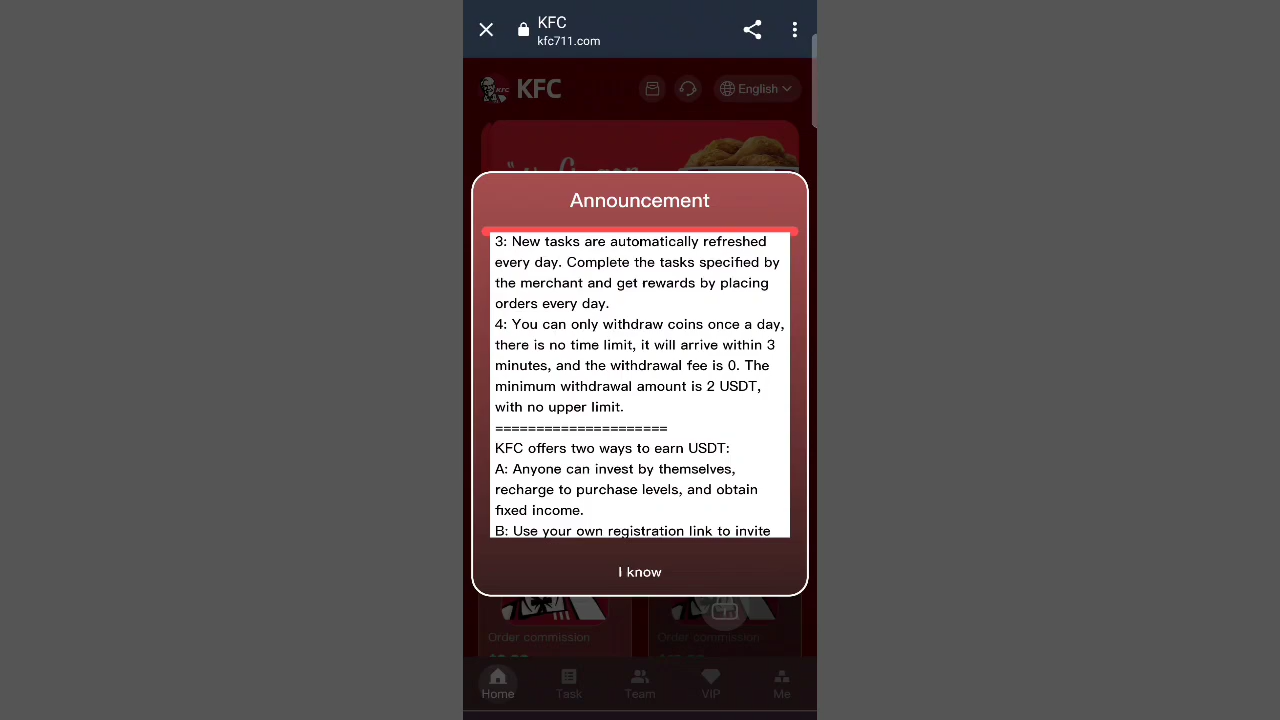 KFC
kfc711.com
KFC
English
Announcement
3: New tasks are automatically refreshed
every day. Complete the tasks specified by
the merchant and get rewards by placing
orders every day.
4: You can only withdraw coins once a day,
there is no time limit, it will arrive within 3
minutes, and the withdrawal fee is 0. The
minimum withdrawal amount is 2 USDT,
with no upper limit.
=====================
KFC offers two ways to earn USDT:
A: Anyone can invest by themselves,
recharge to purchase levels, and obtain
fixed income.
B: Use your own registration link to invite
I know
Order commission
Order commission
Home
Task
Team
VIP
Me